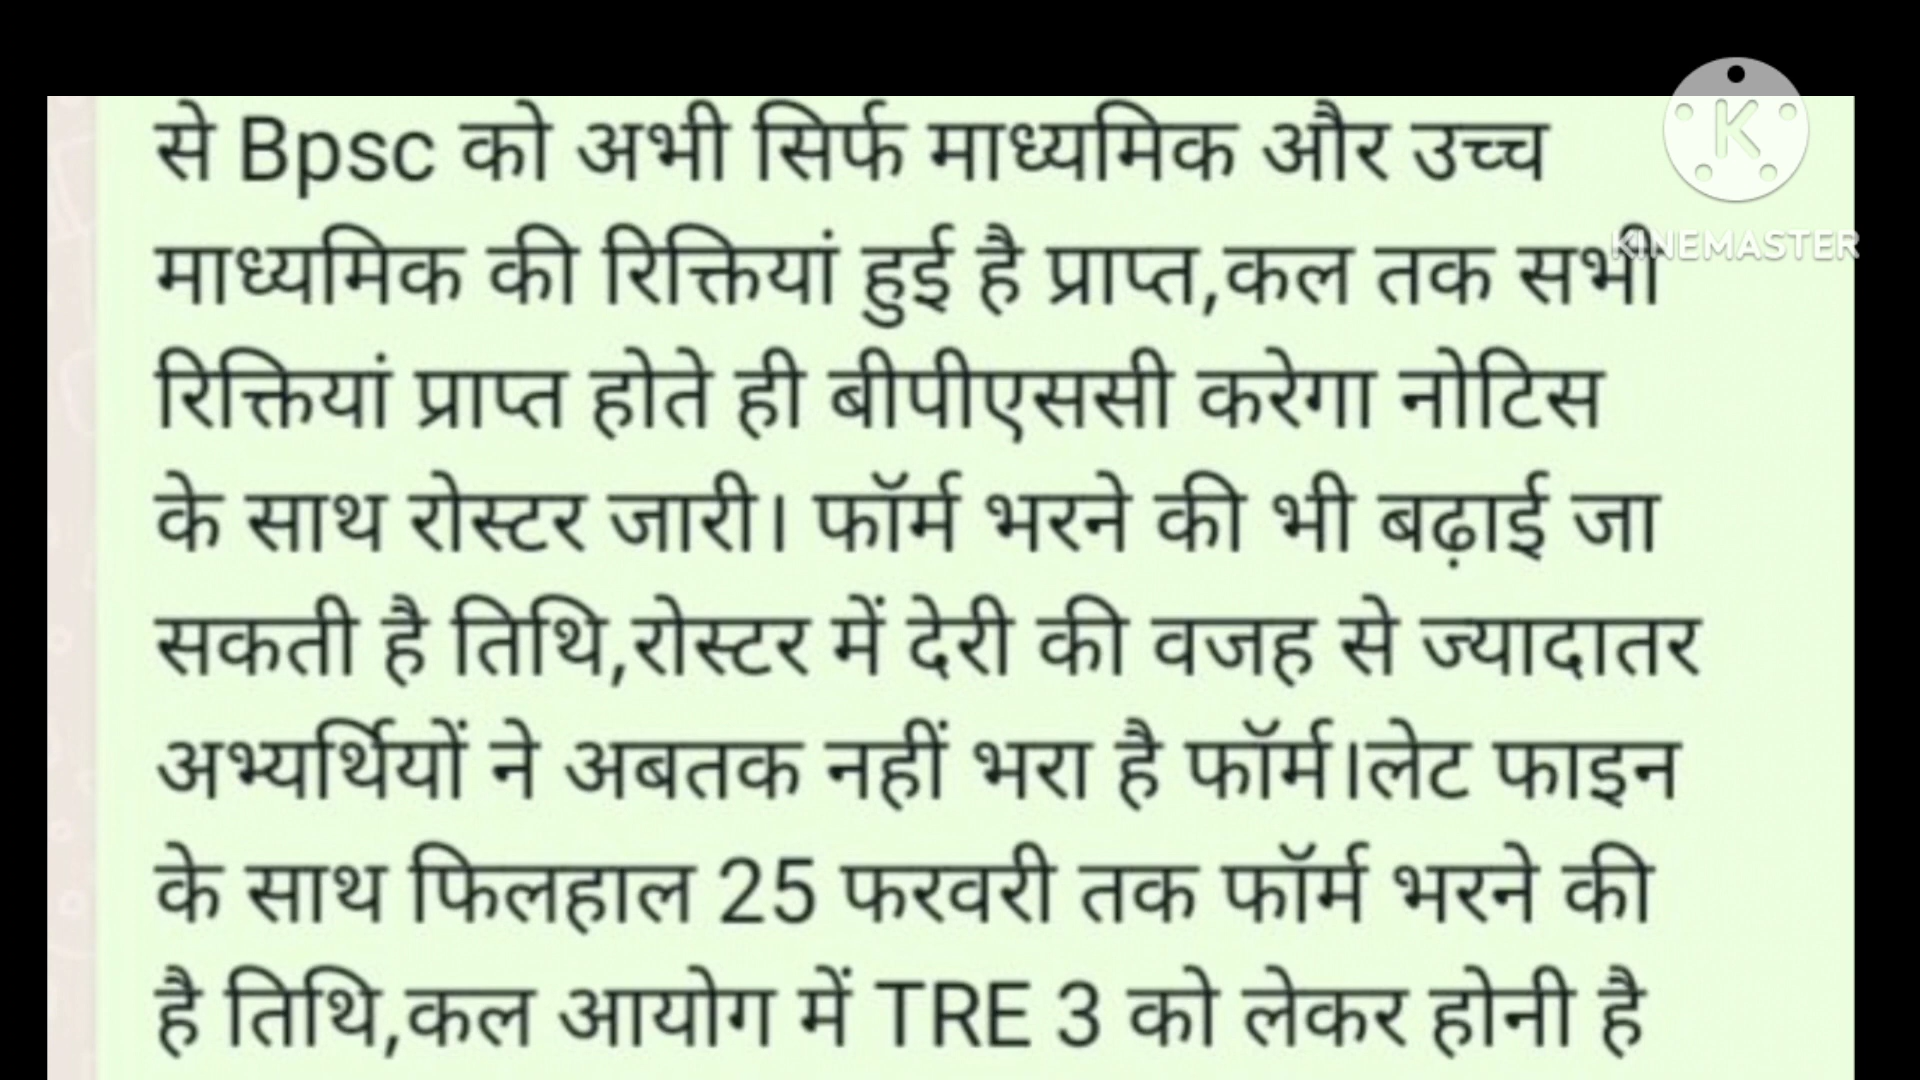 से Bpsc को अभी सिर्फ माध्यमिक और उच्च
माध्यमिक की रिक्तियां हुई है प्राप्त,कल तक सभी
रिक्तियां प्राप्त होते ही बीपीएससी करेगा नोटिस
के साथ रोस्टर जारी। फॉर्म भरने की भी बढ़ाई जा
सकती है तिथि,रोस्टर में देरी की वजह से ज्यादातर
अभ्यर्थियों ने अबतक नहीं भरा है फॉर्म।लेट फाइन
के साथ फिलहाल 25 फरवरी तक फॉर्म भरने की
है तिथि,कल आयोग में TRE 3 को लेकर होनी है
K
KINEMASTER